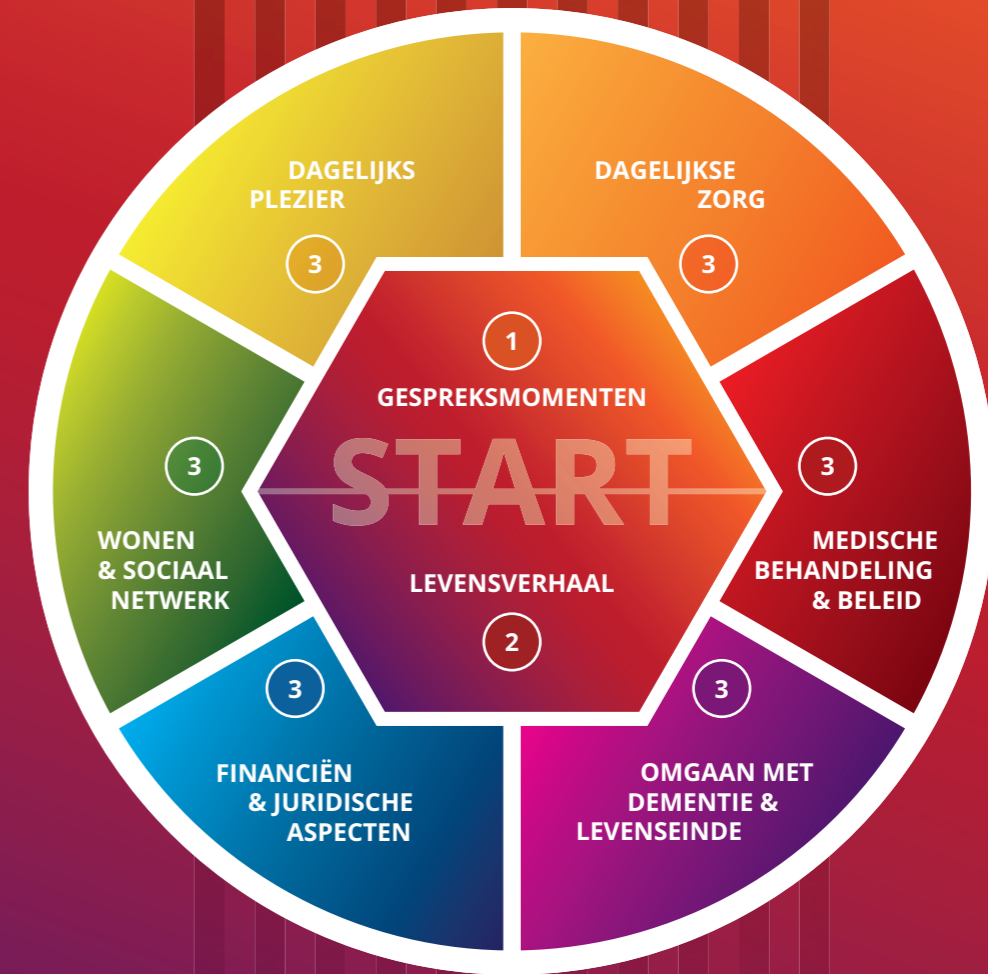 DAGELIJKS
PLEZIER
3
DAGELIJKSE
ZORG
3
1
GESPREKSMOMENTEN
START
LEVENSVERHAAL
2
3
WONEN
& SOCIAAL
NETWERK
3
MEDISCHE
BEHANDELING
& BELEID
3
FINANCIËN
& JURIDISCHE
ASPECTEN
3
OMGAAN MET
DEMENTIE &
LEVENSEINDE